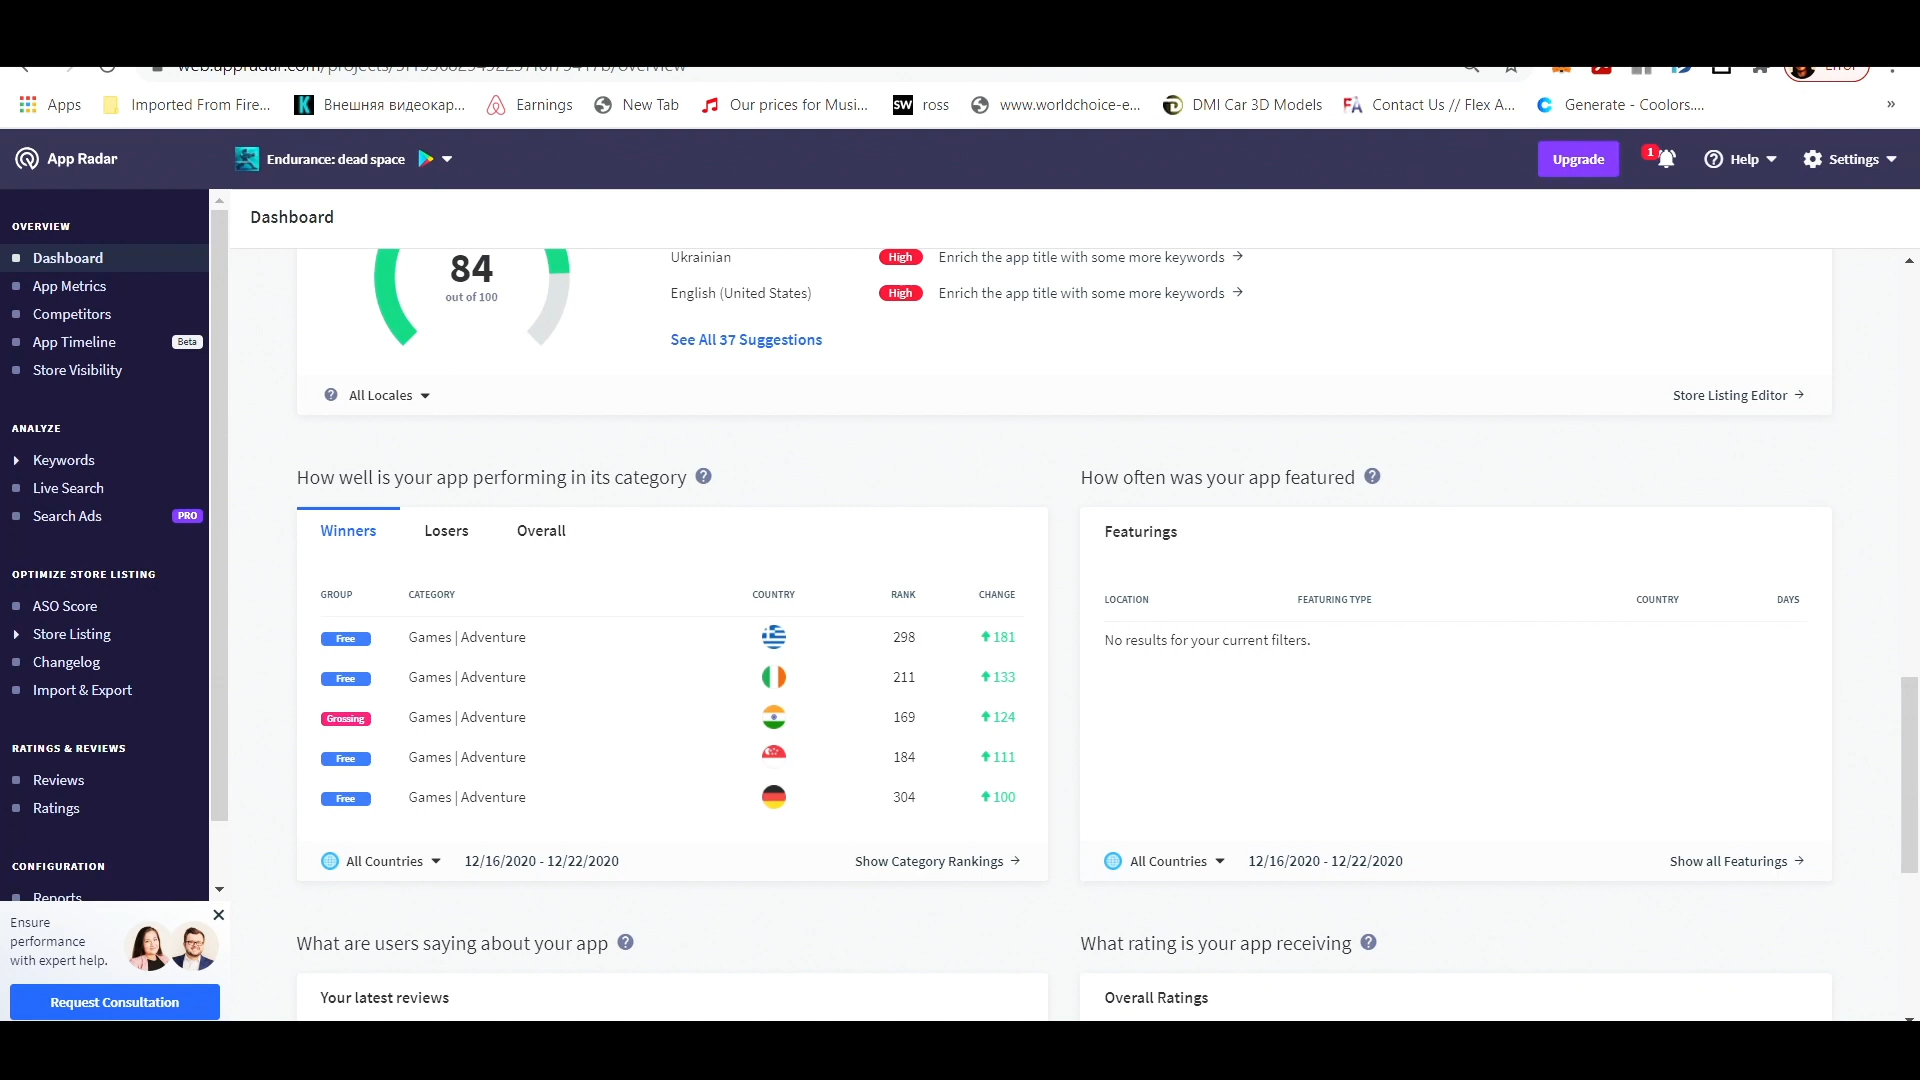 Apps
Imported From Fire...
Внешняя видеокар...
Earnings
New Tab
Our prices for Musi...
SW ross
www.worldchoice-e...
DMI Car 3D Models
FA Contact Us // Flex A...
Generate - Coolors....
»
App Radar
Endurance: dead space
Upgrade
1
Help
Settings
OVERVIEW
Dashboard
App Metrics
Competitors
App Timeline Beta
Store Visibility
ANALYZE
Keywords
Live Search
Search Ads PRO
OPTIMIZE STORE LISTING
ASO Score
Store Listing
Changelog
Import & Export
RATINGS & REVIEWS
Reviews
Ratings
CONFIGURATION
Reports
Ensure
performance
with expert help.
Request Consultation
Dashboard
84
out of 100
Ukrainian High Enrich the app title with some more keywords →
English (United States) High Enrich the app title with some more keywords →
See All 37 Suggestions
All Locales
Store Listing Editor →
How well is your app performing in its category
Winners Losers Overall
GROUP CATEGORY COUNTRY RANK CHANGE
Free Games | Adventure 298 181
Free Games | Adventure 211 133
Grossing Games | Adventure 169 124
Free Games | Adventure 184 111
Free Games | Adventure 304 100
All Countries 12/16/2020 - 12/22/2020 Show Category Rankings →
How often was your app featured
Featurings
LOCATION FEATURING TYPE COUNTRY DAYS
No results for your current filters.
All Countries 12/16/2020 - 12/22/2020 Show all Featurings →
What are users saying about your app
Your latest reviews
What rating is your app receiving
Overall Ratings